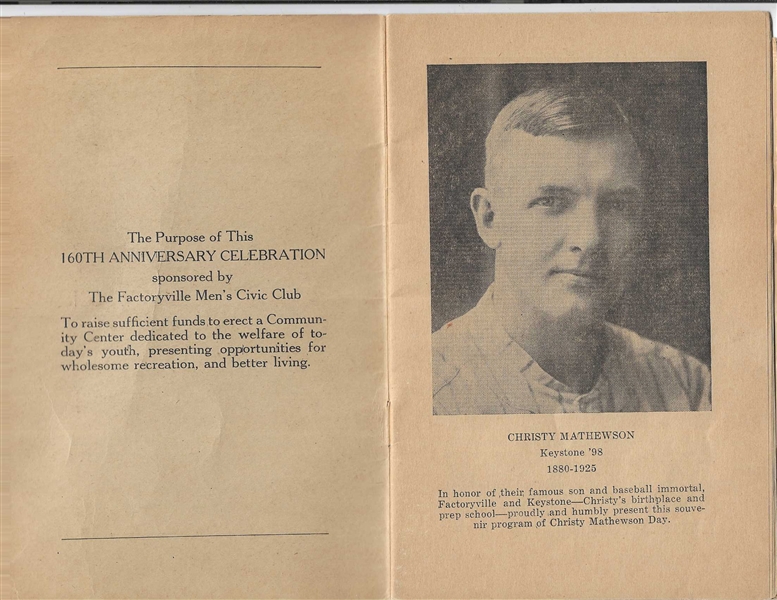 The Purpose of This
160TH ANNIVERSARY CELEBRATION
sponsored by
The Factoryville Men's Civic Club
To raise sufficient funds to erect a Commun-
ity Center dedicated to the welfare of to-
day's youth, presenting opportunities for
wholesome recreation, and better living.
CHRISTY MATHEWSON
Keystone '98
1880-1925
In honor of their famous son and baseball immortal,
Factoryville and Keystone—Christy's birthplace and
prep school—proudly and humbly present this souve-
nir program of Christy Mathewson Day.